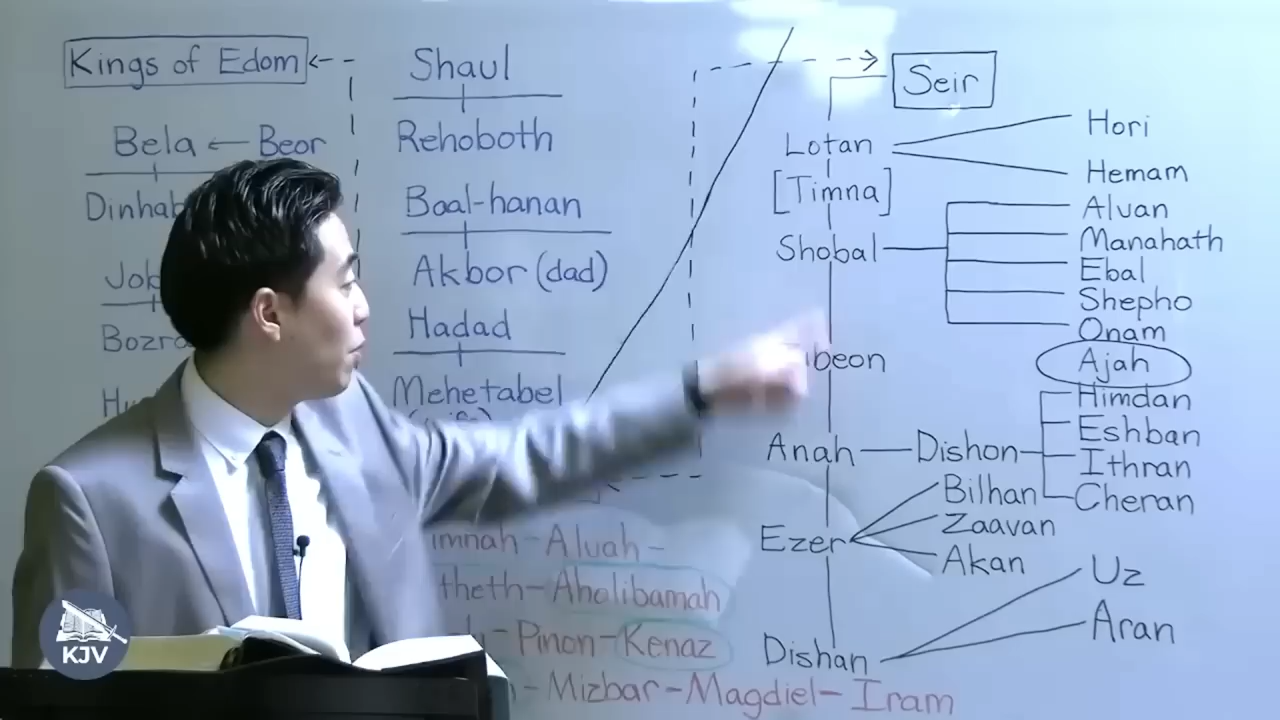 Kings of Edom
Bela ← Beor
Shaul
Rehoboth
Baal-hanan
Akbor (dad)
Hadad
Mehetabel
Seir
Lotan
[Timna]
Shobal
Anah
Ezer
Dishan
Hori
Hemam
Alvan
Manahath
Ebal
Shepho
Onam
Ajah
Dishon
Himdan
Eshban
Ithran
Cheran
Bilhan
Zaavan
Akan
Uz
Aran
Aluah-
Ahalibamah
-Pinon-Kenaz
-Mizbar-Magdiel-Iram
KJV